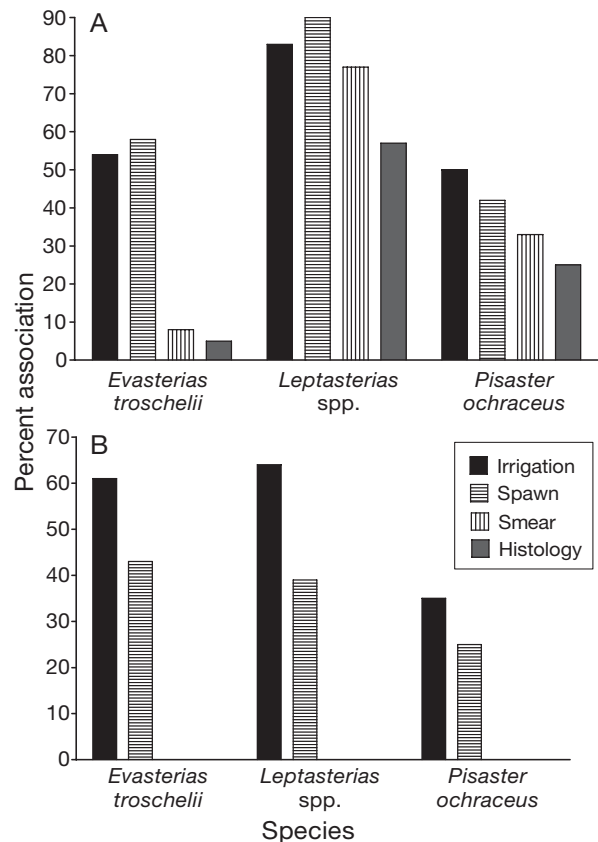 A
90
80
70
60
50
40
30
20
10
0
Evasterias Leptasterias Pisaster
troschelii spp. ochraceus
Percent association
B
70
60
50
40
30
20
10
0
Irrigation
Spawn
Smear
Histology
Evasterias Leptasterias Pisaster
troschelii spp. ochraceus
Species